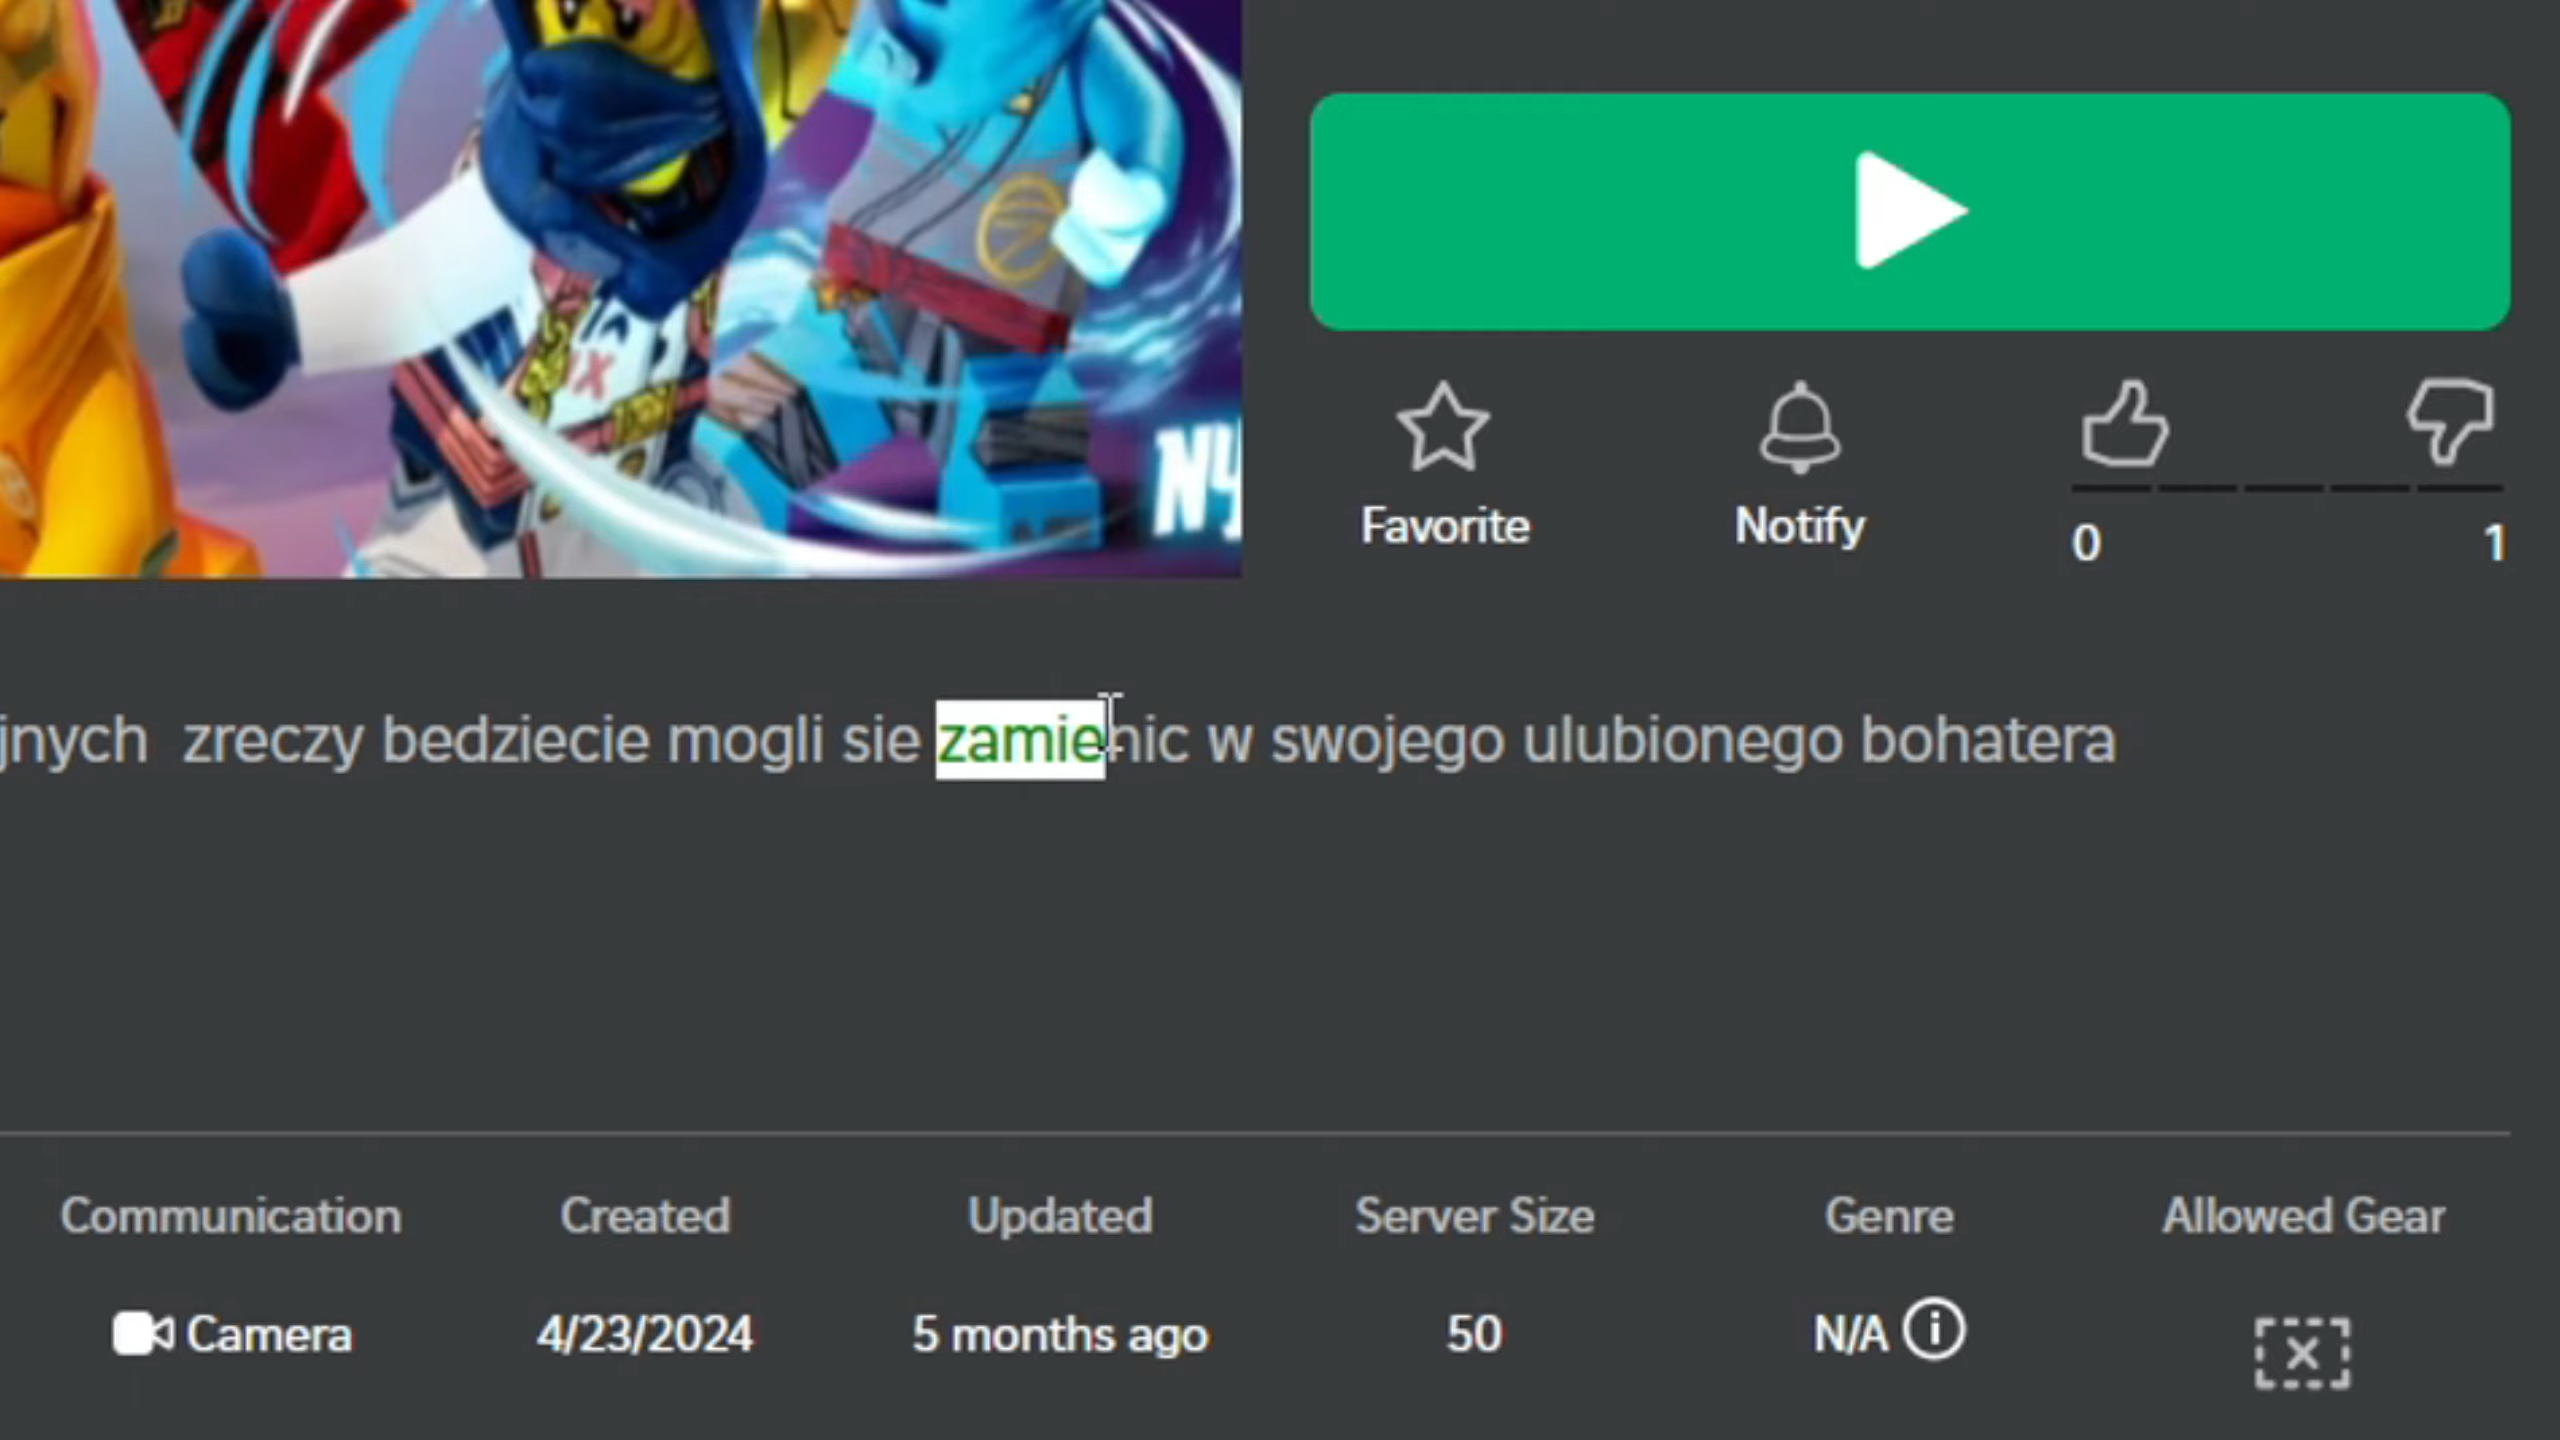 Favorite
Notify
0
1
jnych zreczy bedziecie mogli sie zamienic w swojego ulubionego bohatera
Communication
Created
Updated
Server Size
Genre
Allowed Gear
Camera
4/23/2024
5 months ago
50
N/A